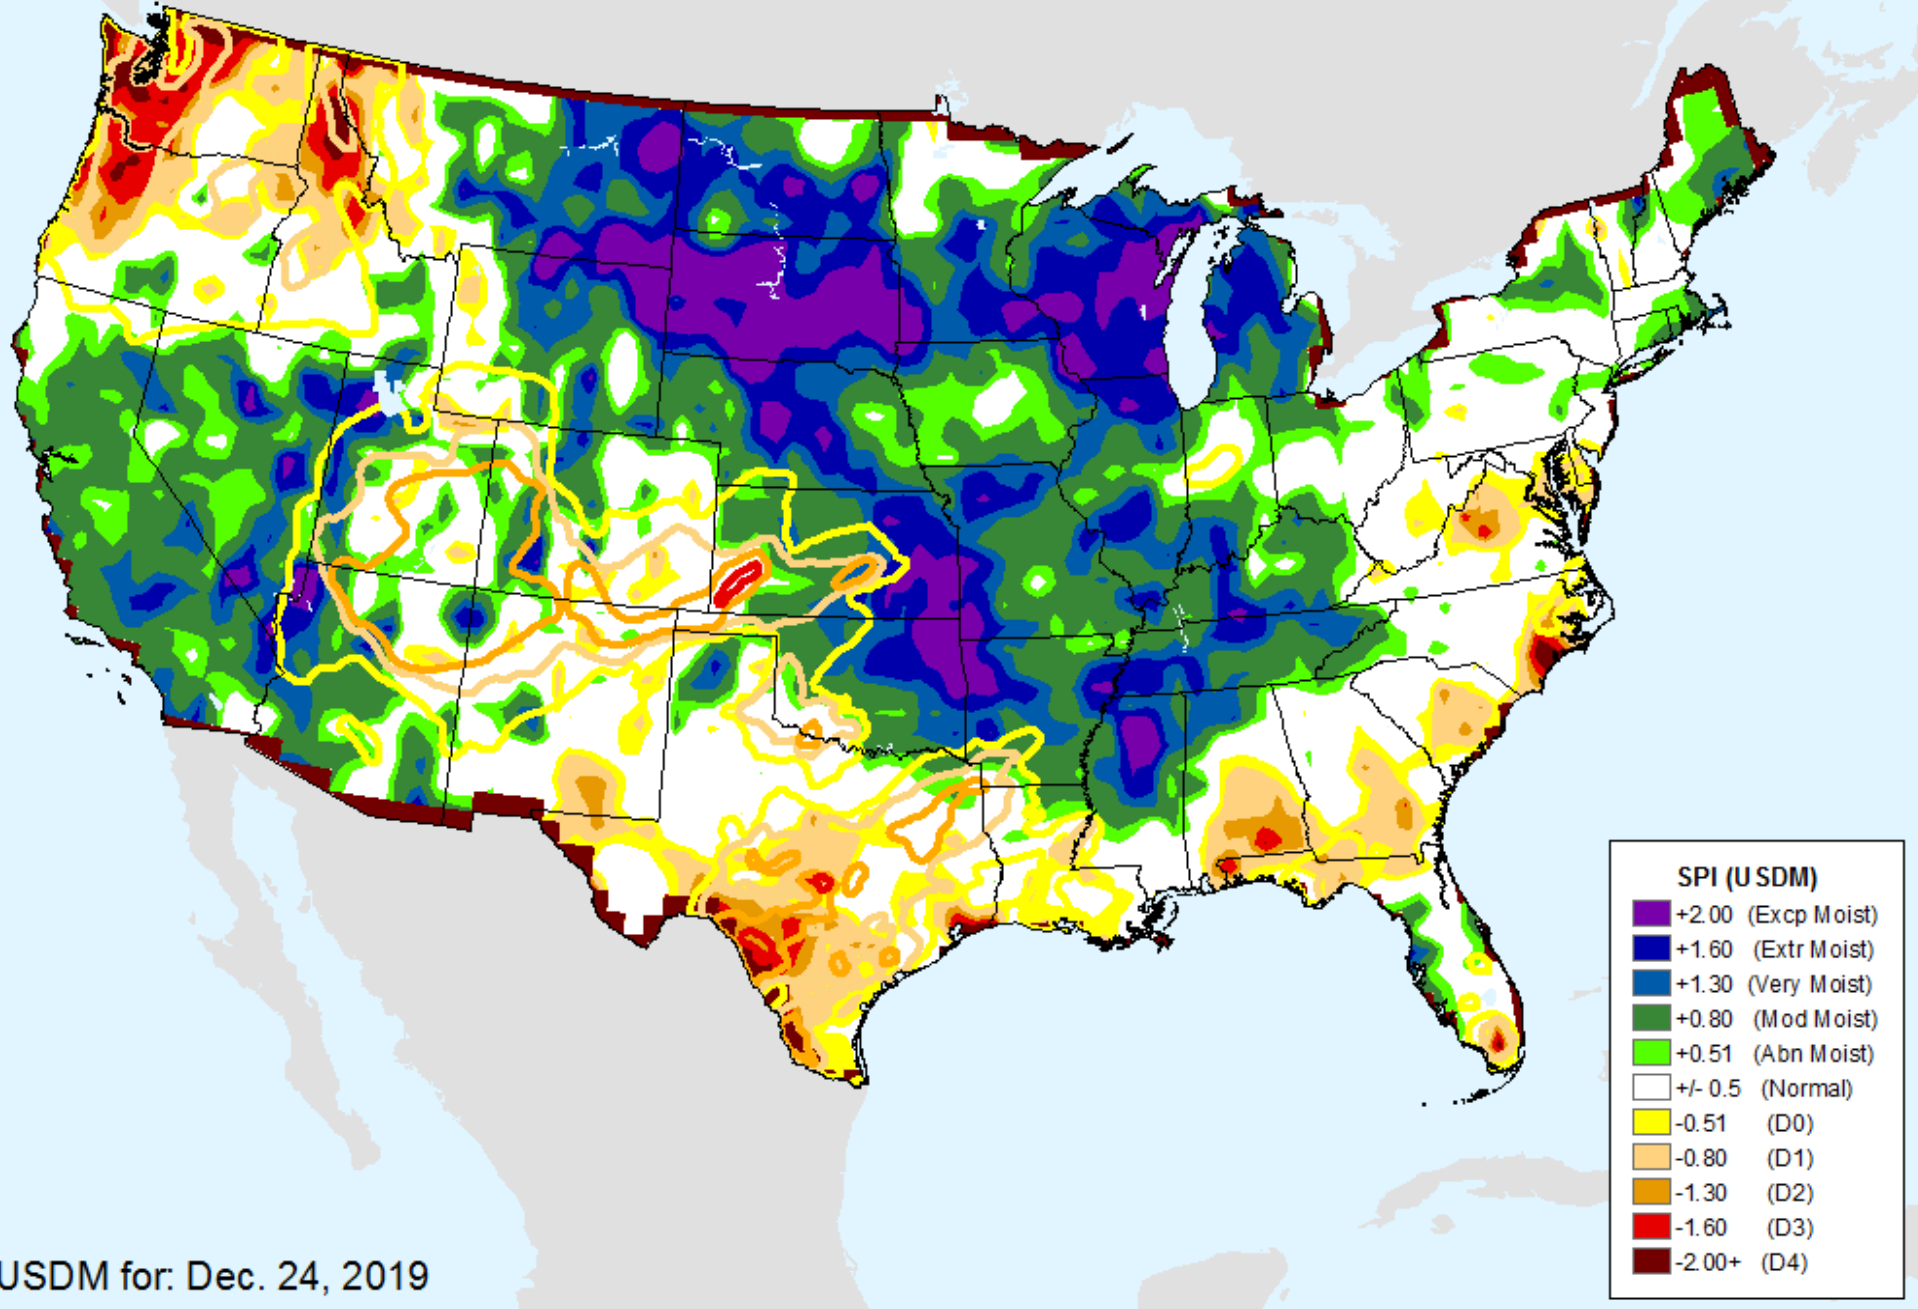 SPI (USDM)
+2.00 (Excp Moist)
+1.60 (Extr Moist)
+1.30 (Very Moist)
+0.80 (Mod Moist)
+0.51 (Abn Moist)
+/- 0.5 (Normal)
-0.51 (D0)
-0.80 (D1)
-1.30 (D2)
-1.60 (D3)
-2.00+ (D4)
USDM for: Dec. 24, 2019